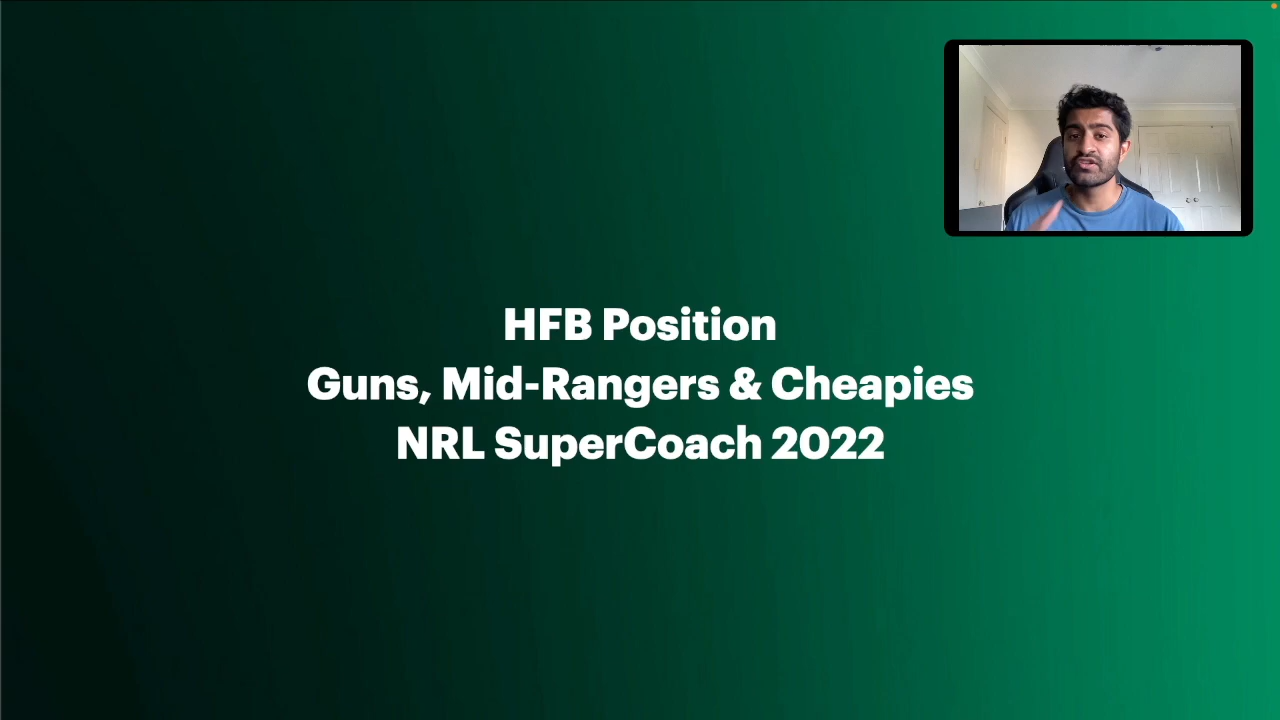 HFB Position
Guns, Mid-Rangers & Cheapies
NRL SuperCoach 2022